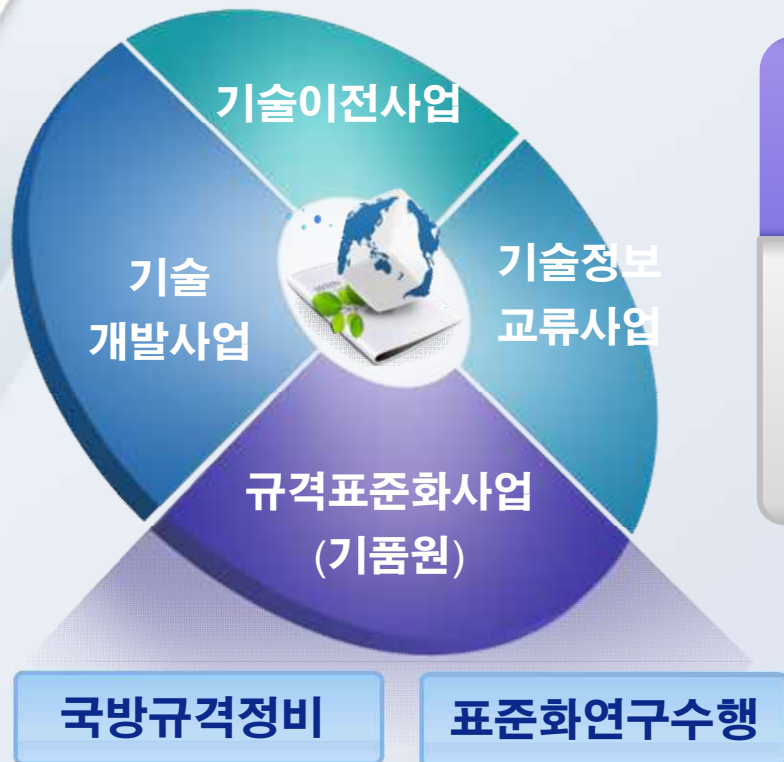 기술이전사업
기술
개발사업
기술정보
교류사업
규격표준화사업
(기품원)
국방규격정비
표준화연구수행